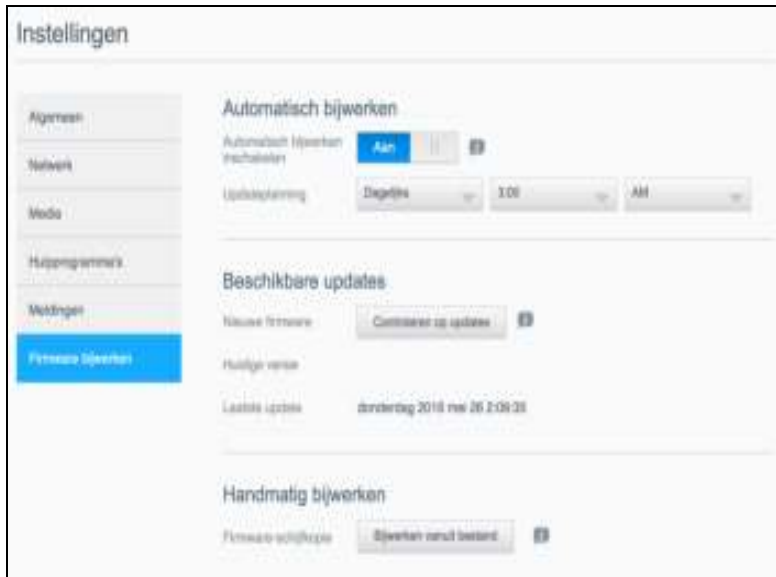 Instellingen
Algemeen
Netwerk
Media
Hulpprogramma's
Meldingen
Firmware bijwerken
Automatisch bijwerken
Automatisch bijwerken
inschakelen
Aan
Updateplanning
Dagelijks
3:00
AM
Beschikbare updates
Nieuwe firmware
Controleren op updates
Huidige versie
Laatste update
donderdag 2016 mei 26 2:09:35
Handmatig bijwerken
Firmware-schijfkopie
Bijwerken vanuit bestand